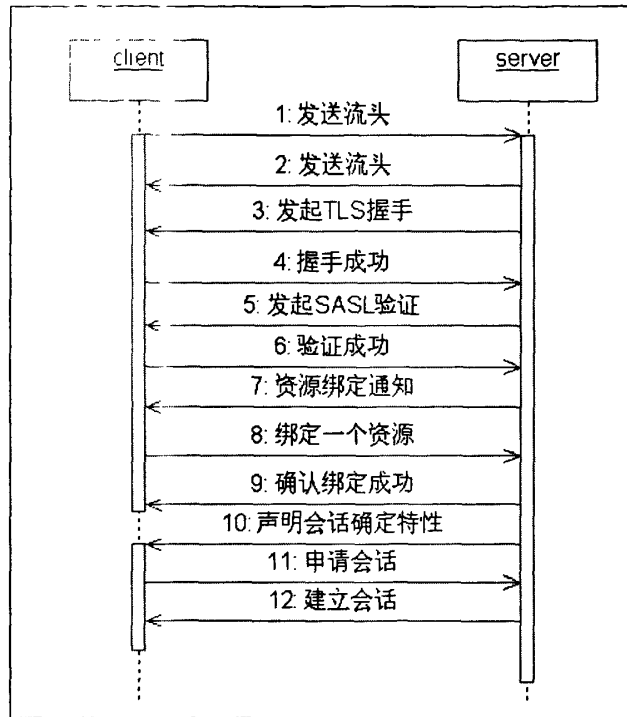 client
server
1: 发送流头
2: 发送流头
3: 发起TLS握手
4: 握手成功
5: 发起SASL验证
6: 验证成功
7: 资源绑定通知
8: 绑定一个资源
9: 确认绑定成功
10: 声明会话确定特性
11: 申请会话
12: 建立会话